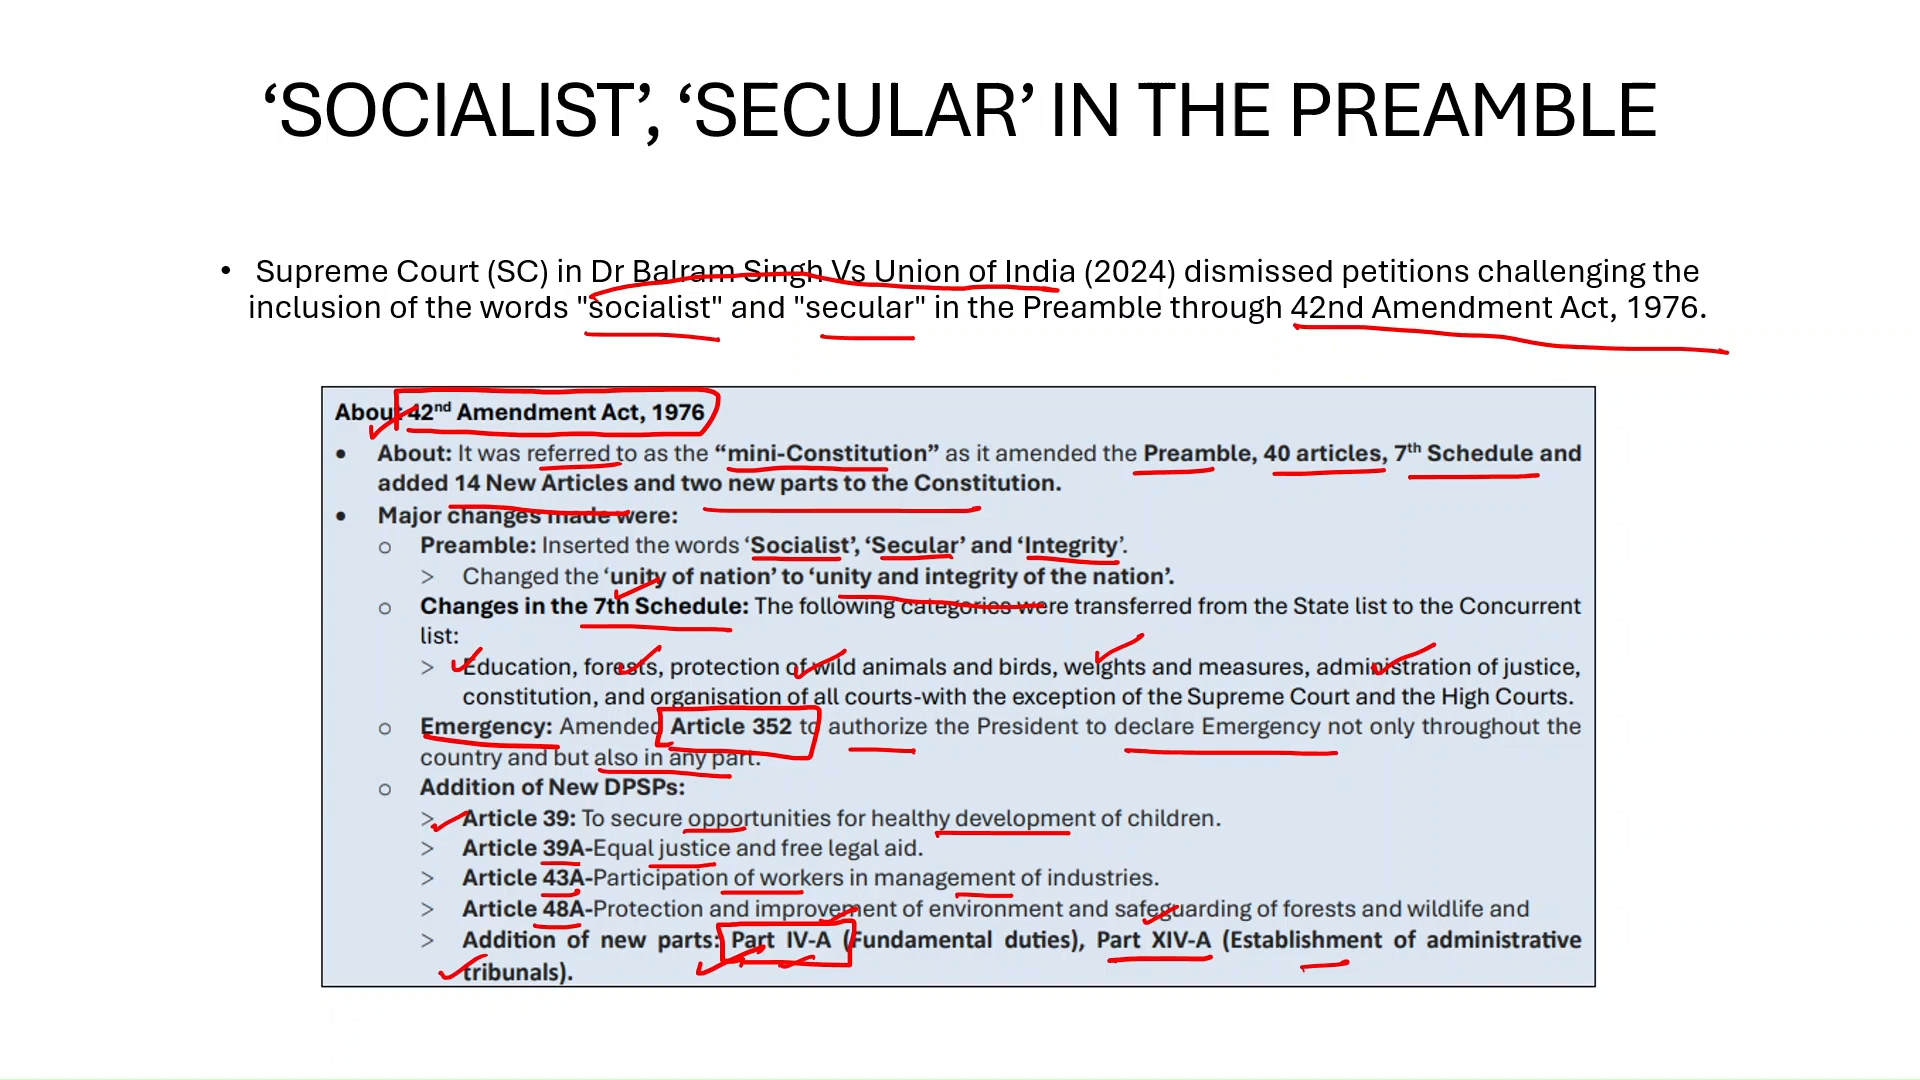 ‘SOCIALIST’, ‘SECULAR’ IN THE PREAMBLE
• Supreme Court (SC) in Dr Balram Singh Vs Union of India (2024) dismissed petitions challenging the
inclusion of the words "socialist" and "secular" in the Preamble through 42nd Amendment Act, 1976.
About 42nd Amendment Act, 1976
• About: It was referred to as the “mini-Constitution” as it amended the Preamble, 40 articles, 7th Schedule and
added 14 New Articles and two new parts to the Constitution.
• Major changes made were:
o Preamble: Inserted the words ‘Socialist’, ‘Secular’ and ‘Integrity’.
> Changed the ‘unity of nation’ to ‘unity and integrity of the nation’.
o Changes in the 7th Schedule: The following categories were transferred from the State list to the Concurrent
list:
> Education, forests, protection of wild animals and birds, weights and measures, administration of justice,
constitution, and organisation of all courts-with the exception of the Supreme Court and the High Courts.
o Emergency: Amended Article 352 to authorize the President to declare Emergency not only throughout the
country and but also in any part.
o Addition of New DPSPs:
> Article 39: To secure opportunities for healthy development of children.
> Article 39A-Equal justice and free legal aid.
> Article 43A-Participation of workers in management of industries.
> Article 48A-Protection and improvement of environment and safeguarding of forests and wildlife and
> Addition of new parts: Part IV-A (Fundamental duties), Part XIV-A (Establishment of administrative
tribunals).